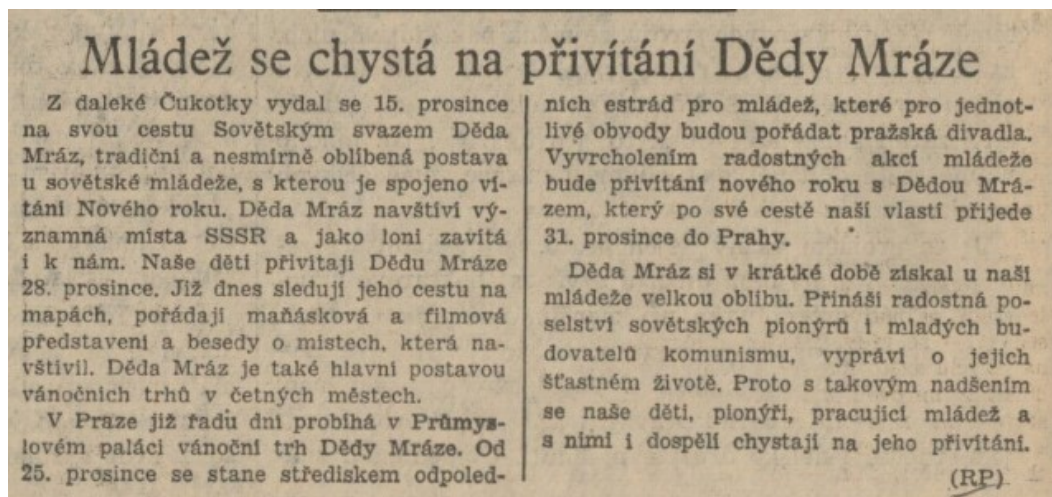 Mládež se chystá na přivítání Dědy Mráze
Z daleké Čukotky vydal se 15. prosince
na svou cestu Sovětským svazem Děda
Mráz, tradiční a nesmírně oblíbená postava
u sovětské mládeže, s kterou je spojeno ví-
tání Nového roku. Děda Mráz navštíví vý-
znamná místa SSSR a jako loni zavítá
i k nám. Naše děti přivítají Dědu Mráze
28. prosince. Již dnes sledují jeho cestu na
mapách, pořádají maňásková a filmová
představení a besedy o místech, která na-
vštívil. Děda Mráz je také hlavní postavou
vánočních trhů v četných městech.
V Praze již řadu dní probíhá v Průmys-
lovém paláci vánoční trh Dědy Mráze. Od
25. prosince se stane střediskem odpoled-
ních estrád pro mládež, které pro jednot-
livé obvody budou pořádat pražská divadla.
Vyvrcholením radostných akcí mládeže
bude přivítání nového roku s Dědou Mrá-
zem, který po své cestě naší vlastí přijede
31. prosince do Prahy.
Děda Mráz si v krátké době získal u naší
mládeže velkou oblibu. Přináší radostná po-
selství sovětských pionýrů i mladých bu-
dovatelů komunismu, vypráví o jejich
šťastném životě. Proto s takovým nadšením
se naše děti, pionýři, pracující mládež a
s nimi i dospělí chystají na jeho přivítání.
(RP)